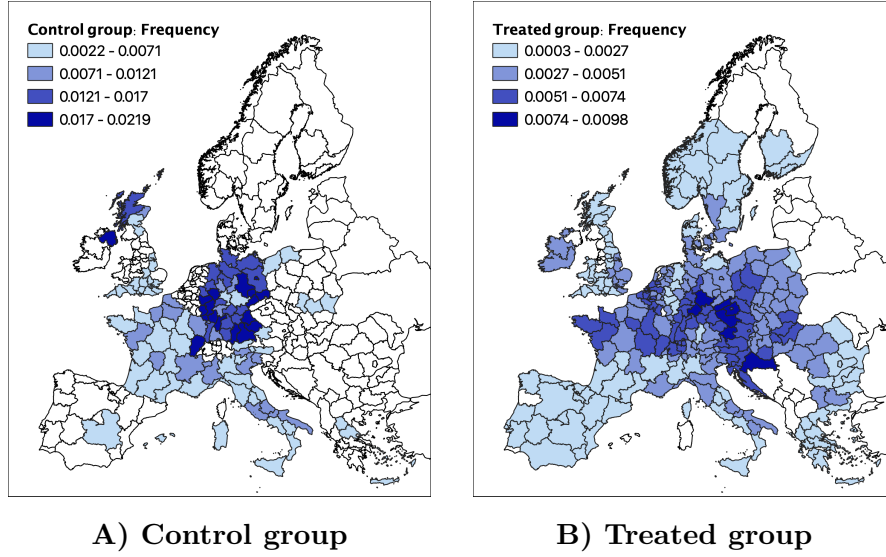 Control group: Frequency
0.0022 - 0.0071
0.0071 - 0.0121
0.0121 - 0.017
0.017 - 0.0219
Treated group: Frequency
0.0003 - 0.0027
0.0027 - 0.0051
0.0051 - 0.0074
0.0074 - 0.0098
A) Control group
B) Treated group